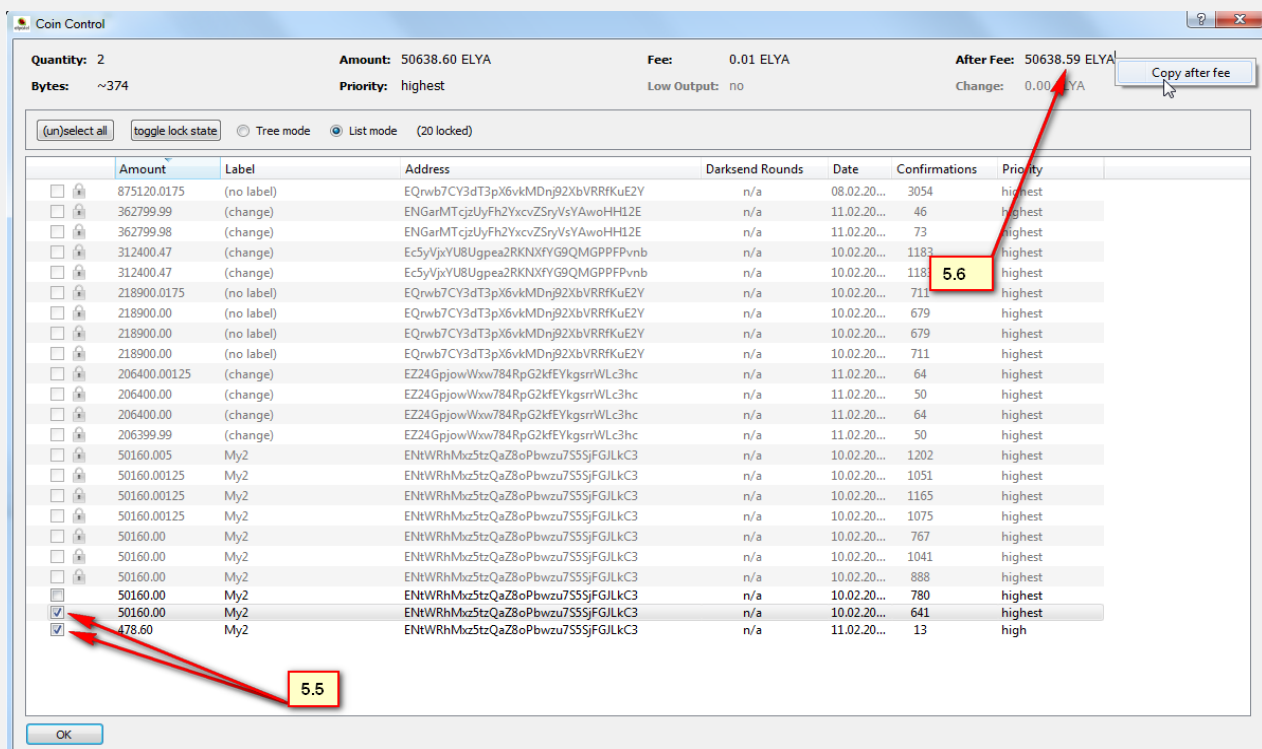 Coin Control
Quantity: 2 Amount: 50638.60 ELYA Fee: 0.01 ELYA After Fee: 50638.59 ELYA
Copy after fee
Bytes: ~374 Priority: highest Low Output: no Change: 0.00 ELYA
(un)select all toggle lock state Tree mode List mode (20 locked)
Amount Label Address Darksend Rounds Date Confirmations Priority
875120.0175 (no label) EQrwb7CY3dT3pX6vkMDnj92XbVRRfKuE2Y n/a 08.02.20... 3054 highest
362799.99 (change) ENGarMTcjzUyFh2YxcvZSryVsYAwoHH12E n/a 11.02.20... 46 highest
362799.98 (change) ENGarMTcjzUyFh2YxcvZSryVsYAwoHH12E n/a 11.02.20... 73 highest
312400.47 (change) Ec5yVjxYU8Ugpea2RKNXfYG9QMGPPFPvnb n/a 10.02.20... 1183 highest
312400.47 (change) Ec5yVjxYU8Ugpea2RKNXfYG9QMGPPFPvnb n/a 10.02.20... 1183 highest
5.6
218900.0175 (no label) EQrwb7CY3dT3pX6vkMDnj92XbVRRfKuE2Y n/a 10.02.20... 711 highest
218900.00 (no label) EQrwb7CY3dT3pX6vkMDnj92XbVRRfKuE2Y n/a 10.02.20... 679 highest
218900.00 (no label) EQrwb7CY3dT3pX6vkMDnj92XbVRRfKuE2Y n/a 10.02.20... 679 highest
218900.00 (no label) EQrwb7CY3dT3pX6vkMDnj92XbVRRfKuE2Y n/a 10.02.20... 711 highest
206400.00125 (change) EZ24GpjowWxw784RpG2kfEYkgsrrWLc3hc n/a 11.02.20... 64 highest
206400.00 (change) EZ24GpjowWxw784RpG2kfEYkgsrrWLc3hc n/a 11.02.20... 50 highest
206400.00 (change) EZ24GpjowWxw784RpG2kfEYkgsrrWLc3hc n/a 11.02.20... 64 highest
206399.99 (change) EZ24GpjowWxw784RpG2kfEYkgsrrWLc3hc n/a 11.02.20... 50 highest
50160.005 My2 ENtWRhMxz5tzQaZ8oPbwzu7S5SjFGJLkC3 n/a 10.02.20... 1202 highest
50160.00125 My2 ENtWRhMxz5tzQaZ8oPbwzu7S5SjFGJLkC3 n/a 10.02.20... 1051 highest
50160.00125 My2 ENtWRhMxz5tzQaZ8oPbwzu7S5SjFGJLkC3 n/a 10.02.20... 1165 highest
50160.00125 My2 ENtWRhMxz5tzQaZ8oPbwzu7S5SjFGJLkC3 n/a 10.02.20... 1075 highest
50160.00 My2 ENtWRhMxz5tzQaZ8oPbwzu7S5SjFGJLkC3 n/a 10.02.20... 767 highest
50160.00 My2 ENtWRhMxz5tzQaZ8oPbwzu7S5SjFGJLkC3 n/a 10.02.20... 1041 highest
50160.00 My2 ENtWRhMxz5tzQaZ8oPbwzu7S5SjFGJLkC3 n/a 10.02.20... 888 highest
50160.00 My2 ENtWRhMxz5tzQaZ8oPbwzu7S5SjFGJLkC3 n/a 10.02.20... 780 highest
50160.00 My2 ENtWRhMxz5tzQaZ8oPbwzu7S5SjFGJLkC3 n/a 10.02.20... 641 highest
478.60 My2 ENtWRhMxz5tzQaZ8oPbwzu7S5SjFGJLkC3 n/a 11.02.20... 13 high
5.5
OK